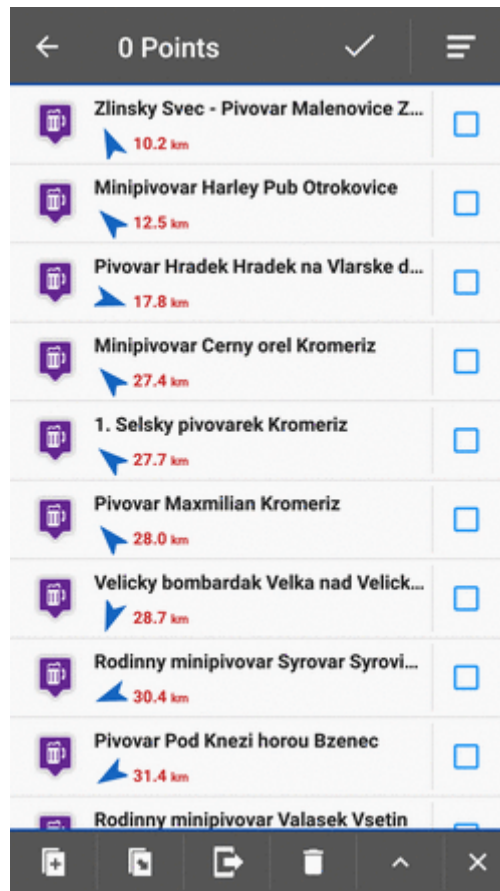 0 Points
Zlinsky Svec - Pivovar Malenovice Z...
10.2 km
Minipivovar Harley Pub Otrokovice
12.5 km
Pivovar Hradek Hradek na Vlarske d...
17.8 km
Minipivovar Cerny orel Kromeriz
27.4 km
1. Selsky pivovarek Kromeriz
27.7 km
Pivovar Maxmilian Kromeriz
28.0 km
Velicky bombardak Velka nad Velick...
28.7 km
Rodinny minipivovar Syrovar Syrovi...
30.4 km
Pivovar Pod Knezi horou Bzenec
31.4 km
Rodinny minipivovar Valasek Vsetin